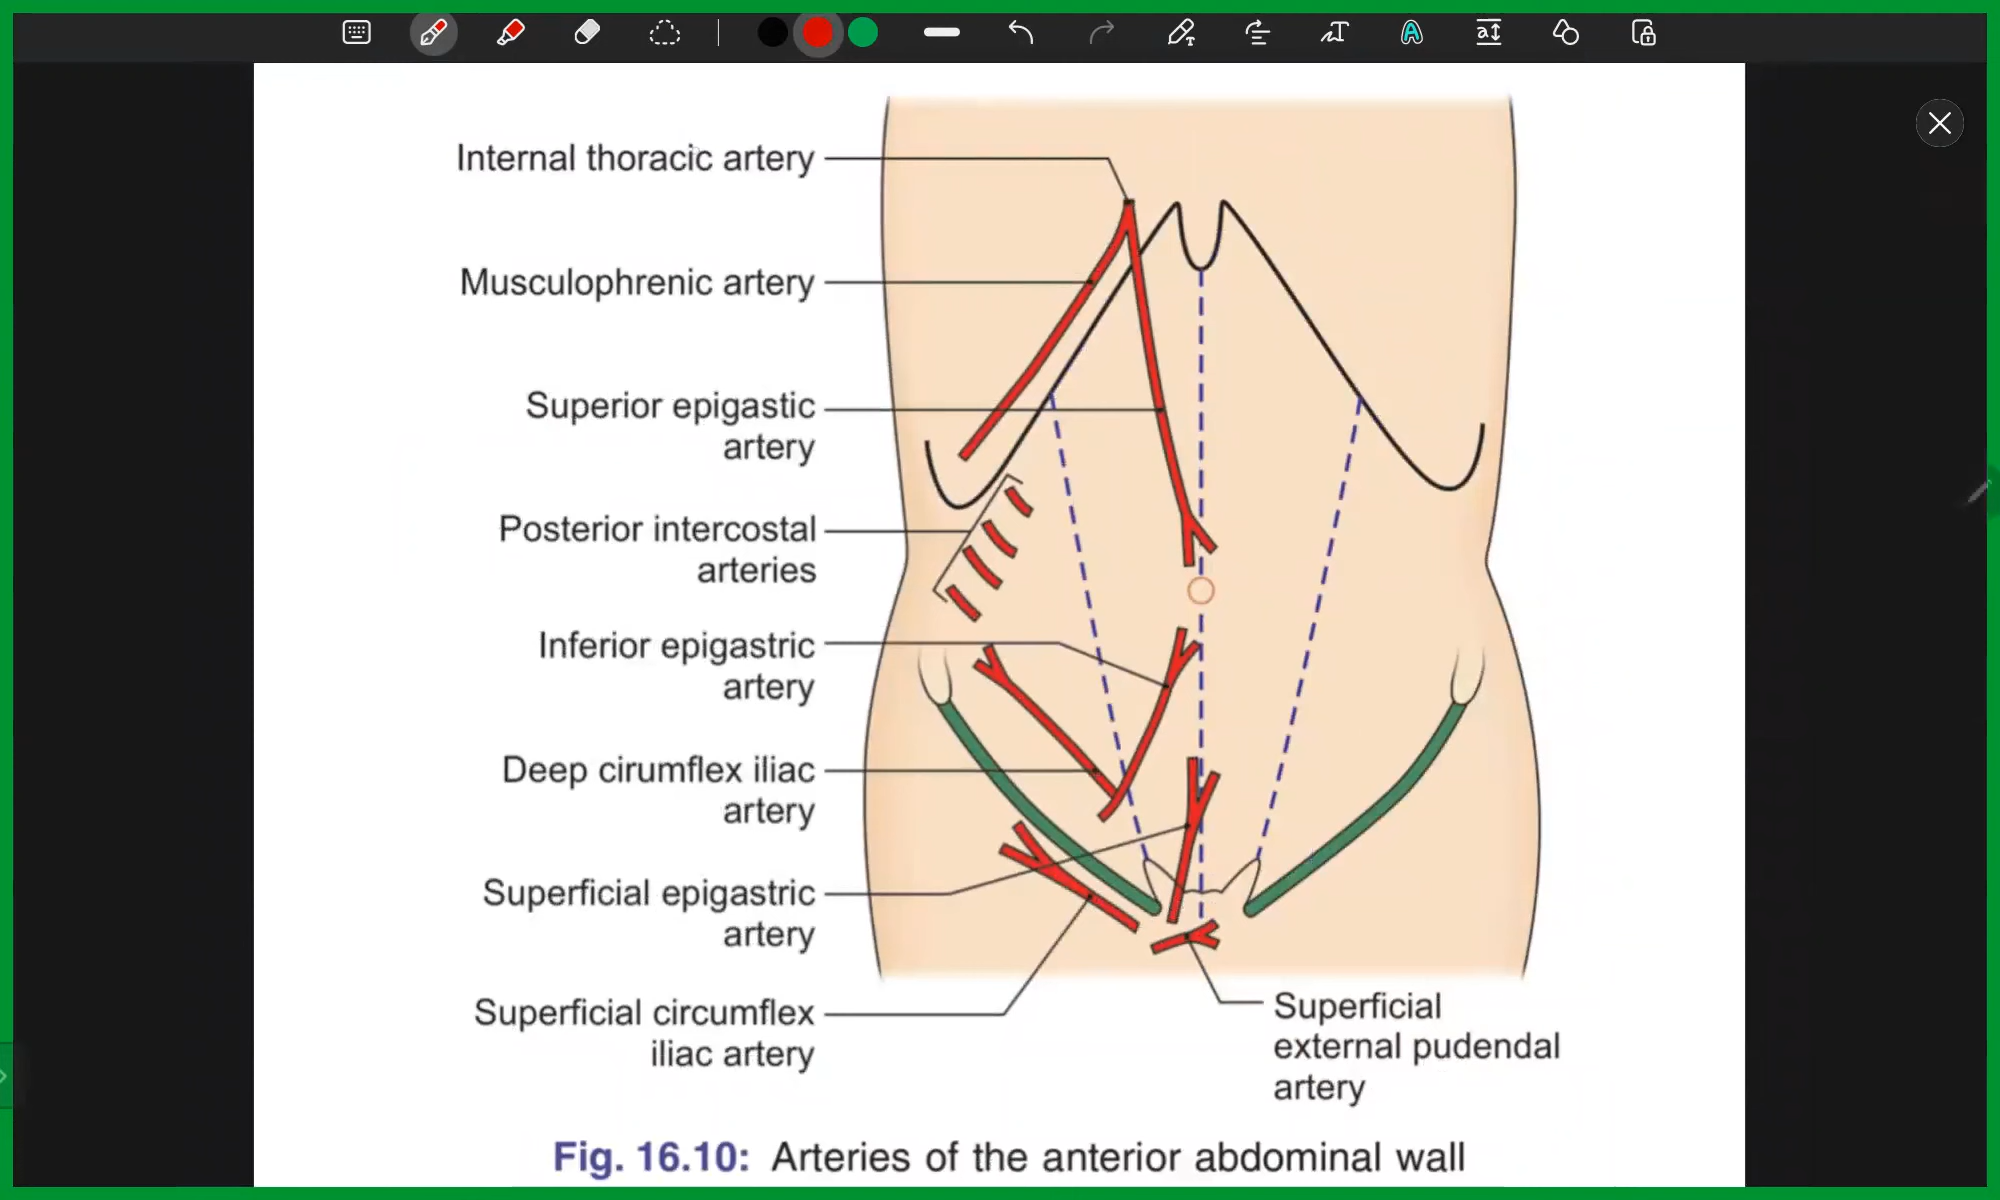 Internal thoracic artery
Musculophrenic artery
Superior epigastic
artery
Posterior intercostal
arteries
Inferior epigastric
artery
Deep cirumflex iliac
artery
Superficial epigastric
artery
Superficial circumflex
iliac artery
Superficial
external pudendal
artery
Fig. 16.10: Arteries of the anterior abdominal wall